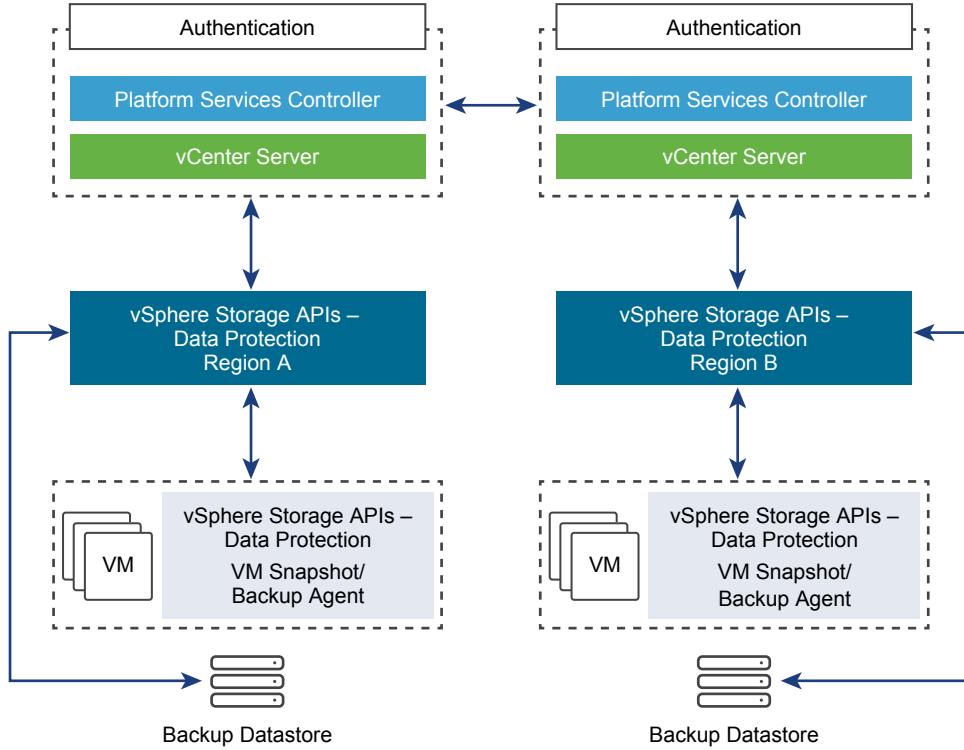 Authentication
Platform Services Controller
vCenter Server
vSphere Storage APIs –
Data Protection
Region A
VM
vSphere Storage APIs –
Data Protection
VM Snapshot/
Backup Agent
Backup Datastore
Authentication
Platform Services Controller
vCenter Server
vSphere Storage APIs –
Data Protection
Region B
VM
vSphere Storage APIs –
Data Protection
VM Snapshot/
Backup Agent
Backup Datastore